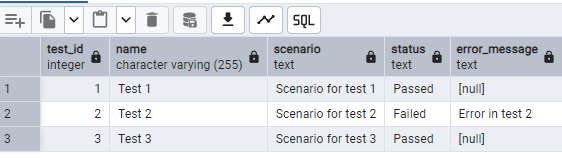 SQL
test_id name scenario status error_message
integer character varying (255) text text text
1 1 Test 1 Scenario for test 1 Passed [null]
2 2 Test 2 Scenario for test 2 Failed Error in test 2
3 3 Test 3 Scenario for test 3 Passed [null]